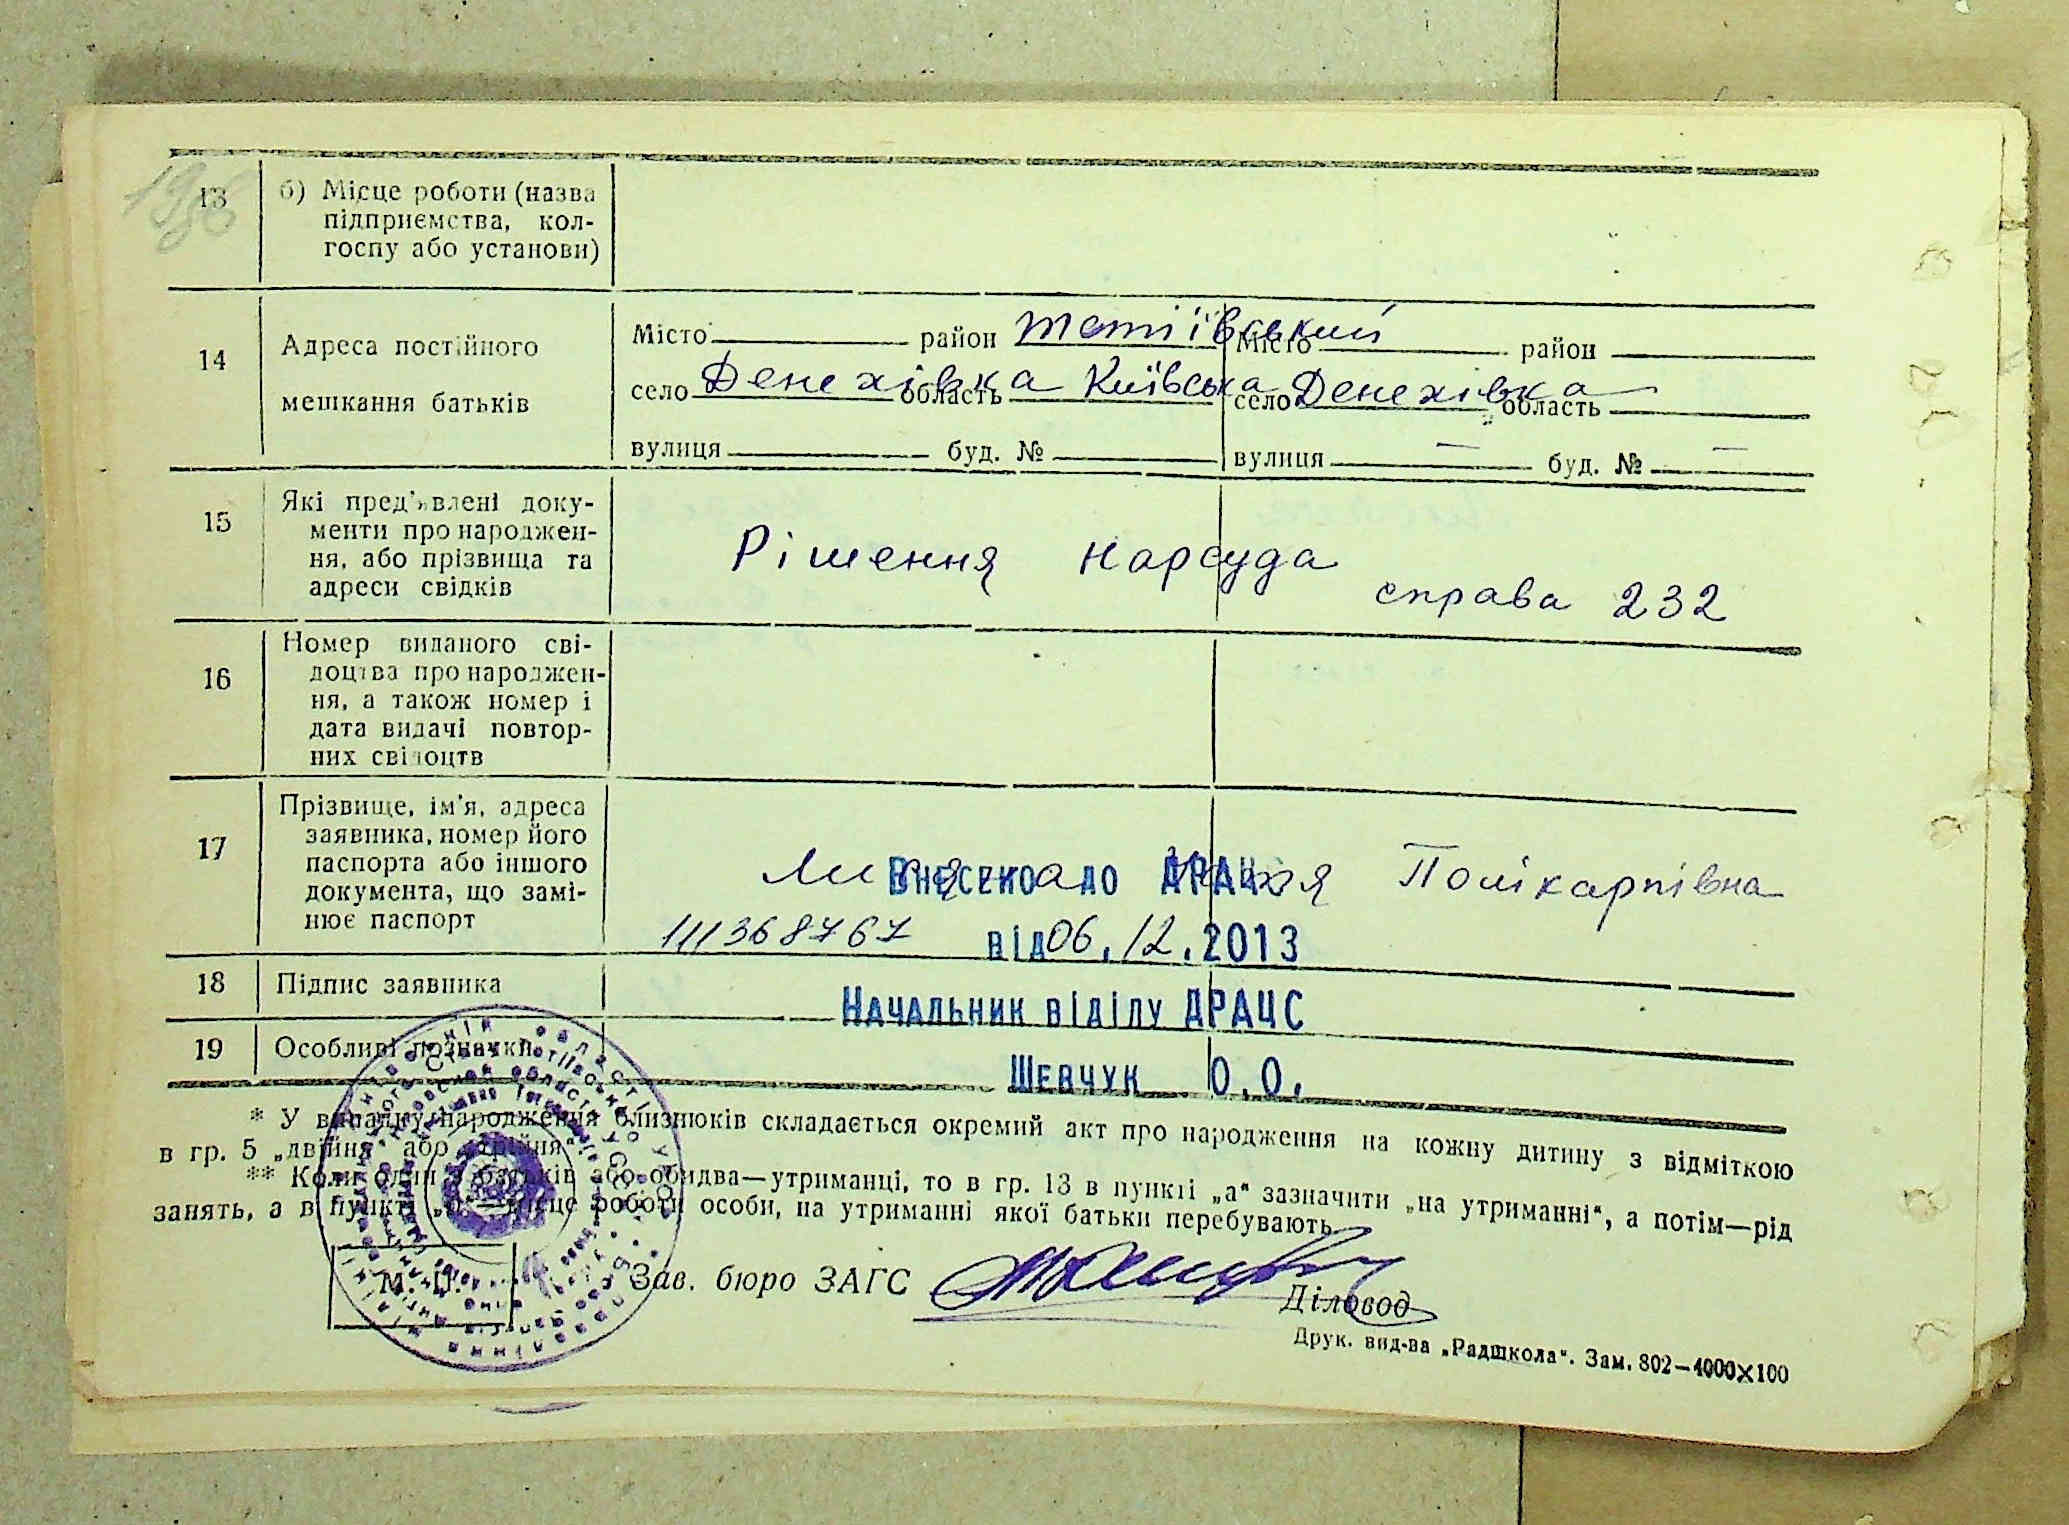 13
б) Місце роботи (назва
підприємства, кол-
госпу або установи)
14
Адреса постійного
мешкання батьків
Місто район Тетіївський
село Денехівка область Київська
вулиця буд. №
Місто район
село Денехівка область
вулиця — буд. № —
15
Які пред'явлені доку-
менти про народжен-
ня, або прізвища та
адреси свідків
Рішення Нарсуда
справа 232
16
Номер виданого сві-
доцтва про народжен-
ня, а також номер і
дата видачі повтор-
них свідоцтв
17
Прізвище, ім'я, адреса
заявника, номер його
паспорта або іншого
документа, що замі-
нює паспорт
Полікарпівна
Внесено до ДРАЦ
111368767
від 06.12.2013
18
Підпис заявника
Начальник віділу ДРАЦС
19
Особливі позначки
Шевчук О.О.
* У випадку народження близнюків складається окремий акт про народження на кожну дитину з відміткою
в гр. 5 „двійня" або „трійня"
** Коли один з батьків або обидва—утриманці, то в гр. 13 в пункті „а" зазначити „на утриманні", а потім—рід
занять, а в пункті „б"—місце роботи особи, на утриманні якої батьки перебувають.
М. П.
Зав. бюро ЗАГС
Діловод
Друк. вид-ва „Радшкола". Зам. 802—4000×100